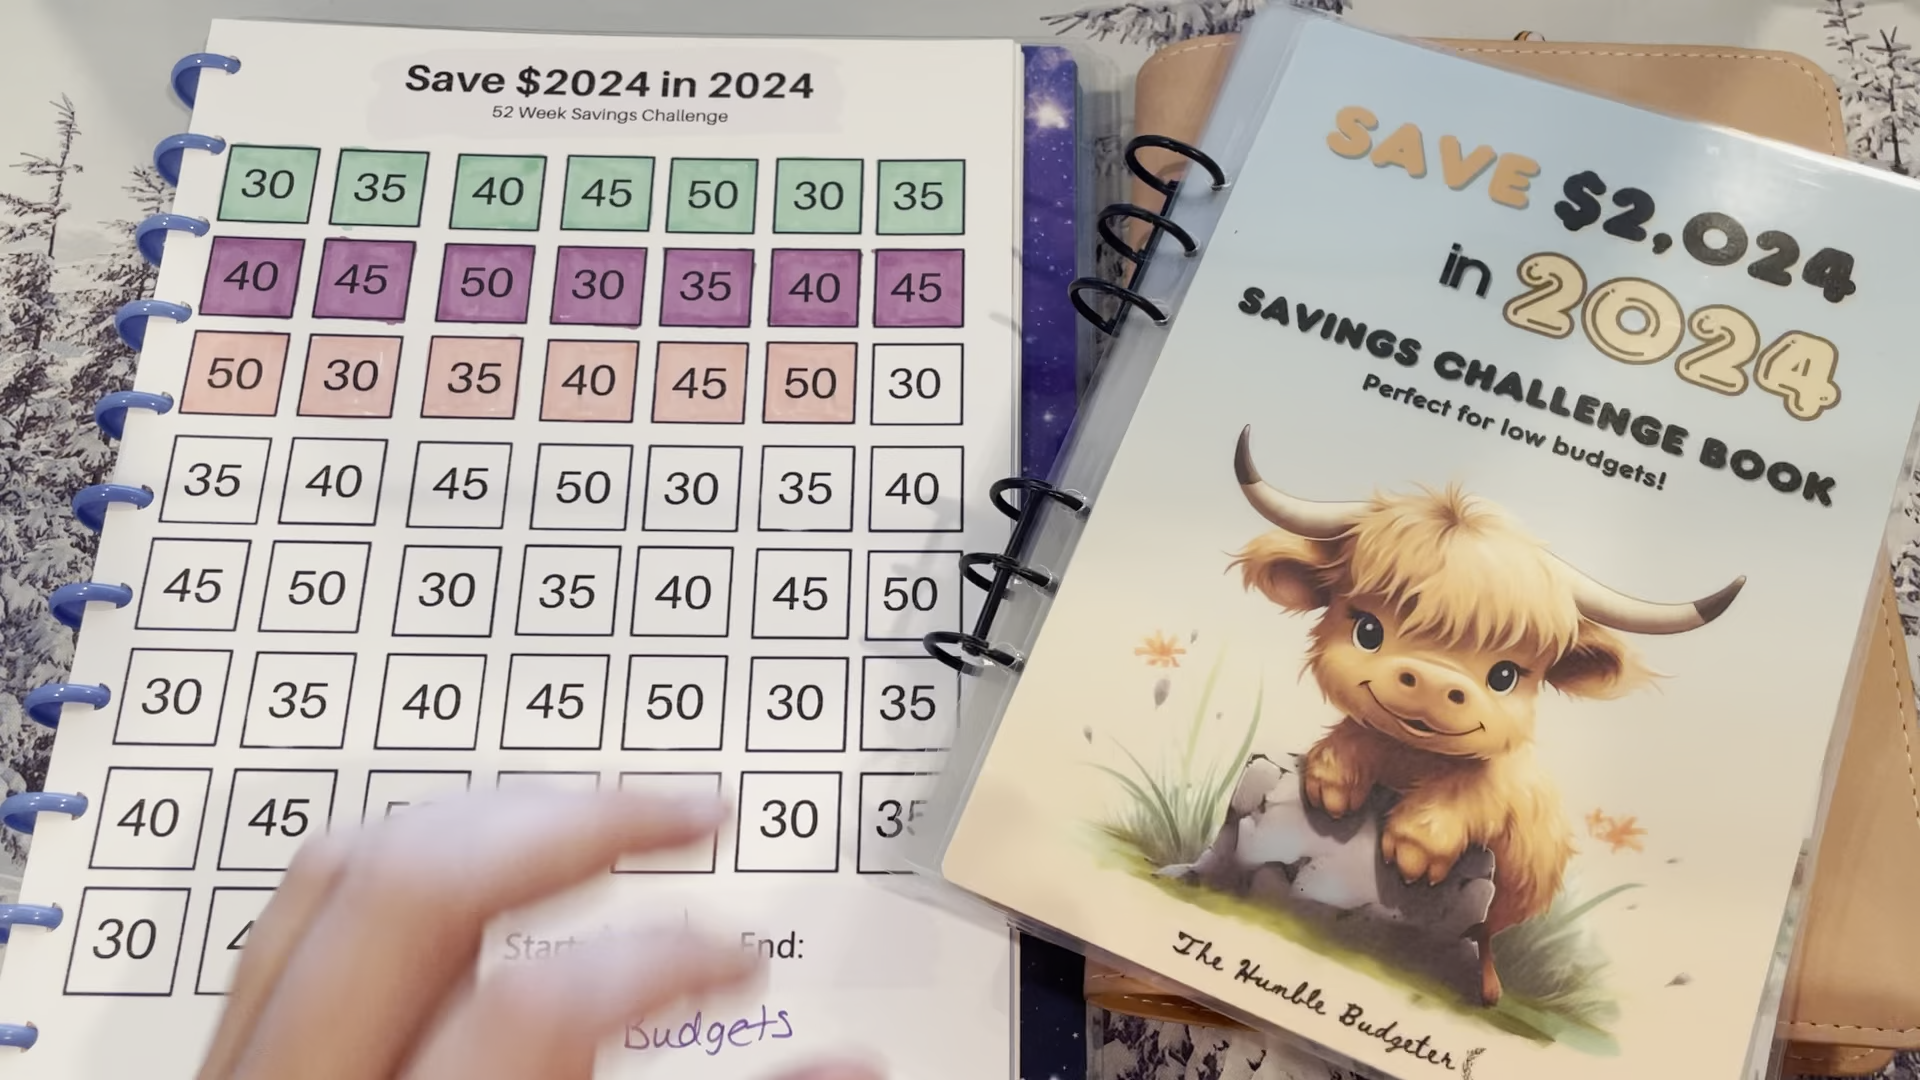 Save $2024 in 2024
52 Week Savings Challenge
30 35 40 45 50 30 35
40 45 50 30 35 40 45
50 30 35 40 45 50 30
35 40 45 50 30 35 40
45 50 30 35 40 45 50
30 35 40 45 50 30 35
40 45 30 35
30
End:
Budgets
SAVE $2,024
in 2024
SAVINGS CHALLENGE BOOK
Perfect for low budgets!
The Humble Budgeter